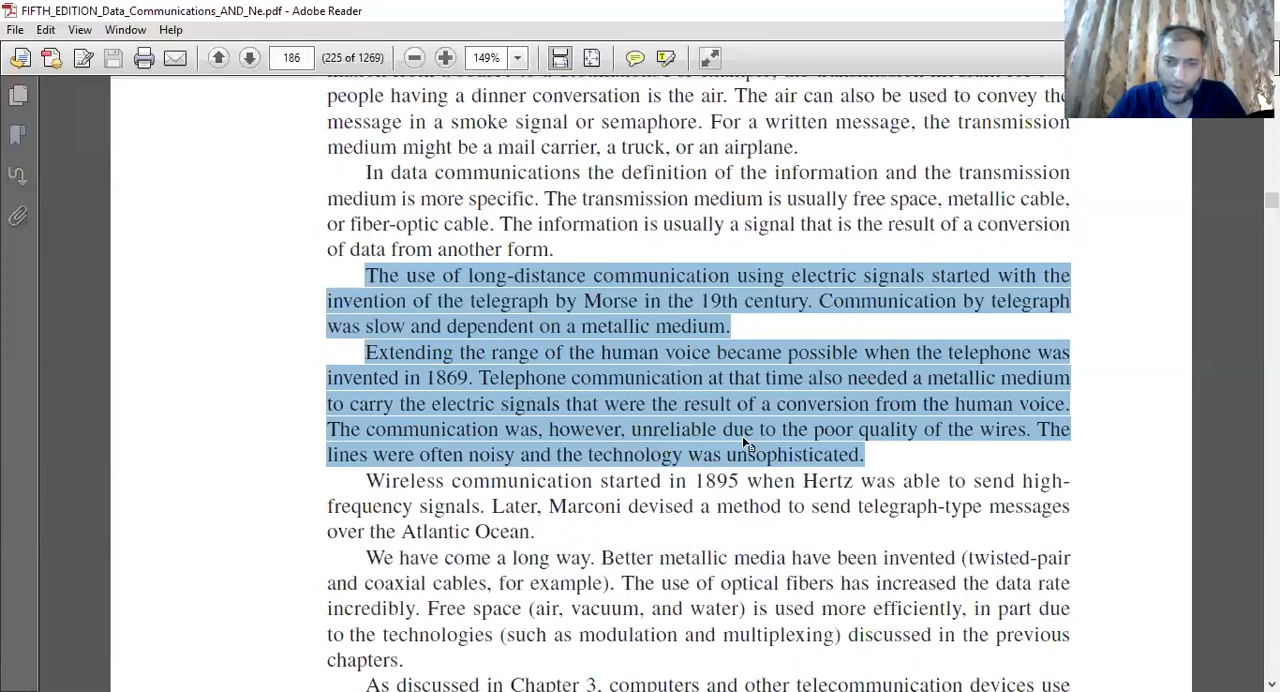 FIFTH_EDITION_Data_Communications_AND_Ne.pdf - Adobe Reader
File Edit View Window Help
186 (225 of 1269) 149%
people having a dinner conversation is the air. The air can also be used to convey the
message in a smoke signal or semaphore. For a written message, the transmission
medium might be a mail carrier, a truck, or an airplane.
In data communications the definition of the information and the transmission
medium is more specific. The transmission medium is usually free space, metallic cable,
or fiber-optic cable. The information is usually a signal that is the result of a conversion
of data from another form.
The use of long-distance communication using electric signals started with the
invention of the telegraph by Morse in the 19th century. Communication by telegraph
was slow and dependent on a metallic medium.
Extending the range of the human voice became possible when the telephone was
invented in 1869. Telephone communication at that time also needed a metallic medium
to carry the electric signals that were the result of a conversion from the human voice.
The communication was, however, unreliable due to the poor quality of the wires. The
lines were often noisy and the technology was unsophisticated.
Wireless communication started in 1895 when Hertz was able to send high-
frequency signals. Later, Marconi devised a method to send telegraph-type messages
over the Atlantic Ocean.
We have come a long way. Better metallic media have been invented (twisted-pair
and coaxial cables, for example). The use of optical fibers has increased the data rate
incredibly. Free space (air, vacuum, and water) is used more efficiently, in part due
to the technologies (such as modulation and multiplexing) discussed in the previous
chapters.
As discussed in Chapter 3, computers and other telecommunication devices use